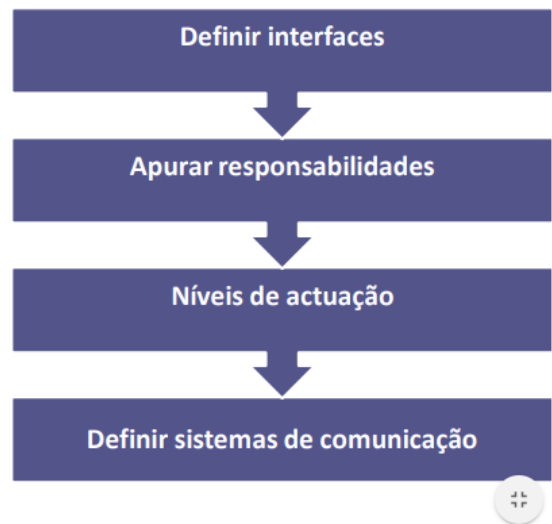 Definir interfaces
Apurar responsabilidades
Níveis de actuação
Definir sistemas de comunicação